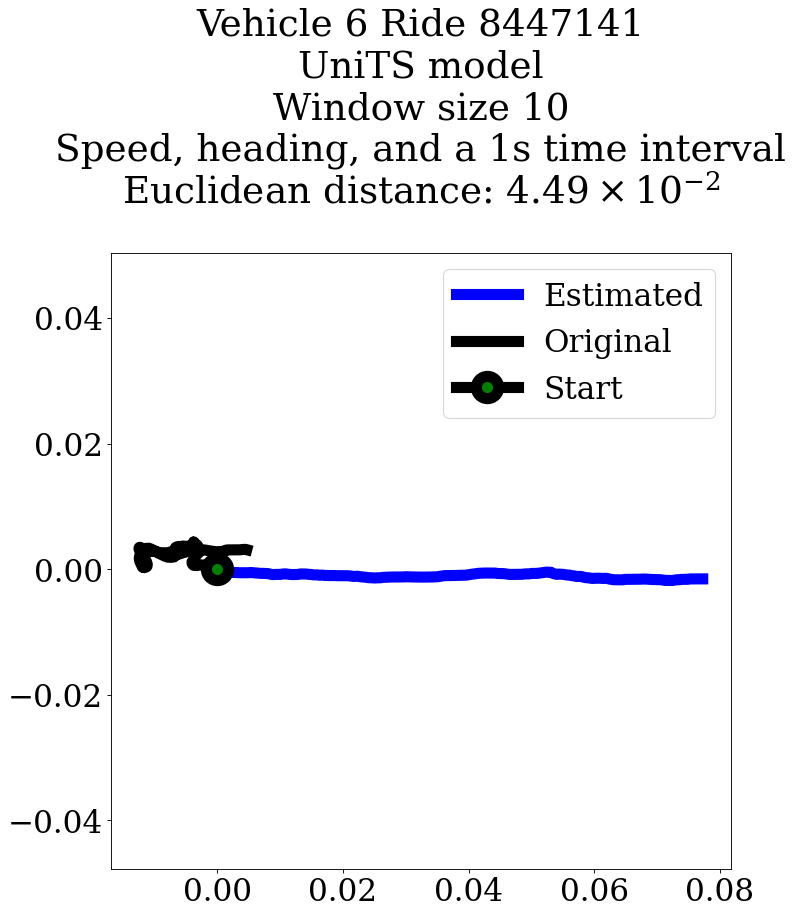 Vehicle 6 Ride 8447141
UniTS model
Window size 10
Speed, heading, and a 1s time interval
Euclidean distance: 4.49 × 10⁻²
Estimated
Original
Start
0.04
0.02
0.00
−0.02
−0.04
0.00 0.02 0.04 0.06 0.08